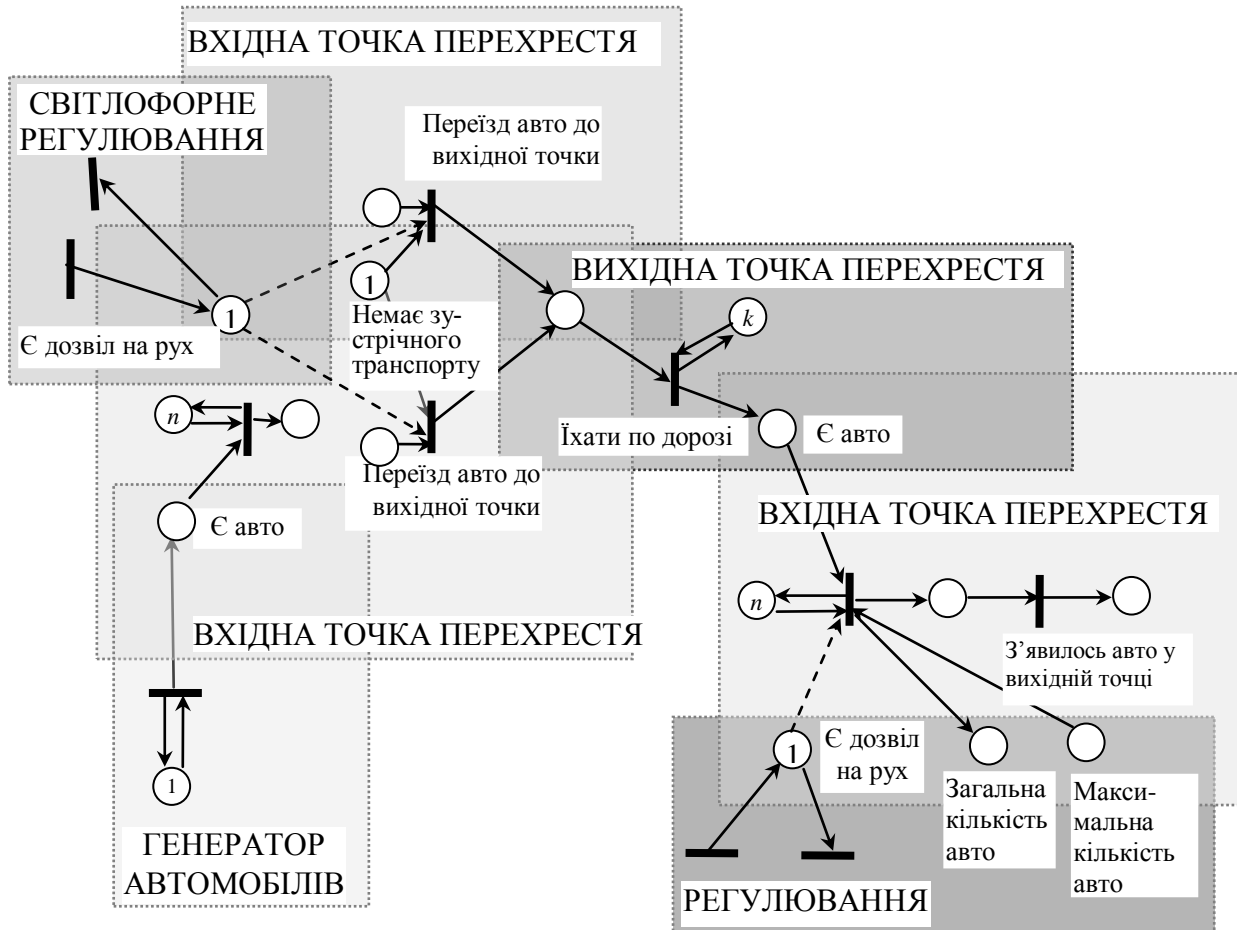 ВХІДНА ТОЧКА ПЕРЕХРЕСТЯ
СВІТЛОФОРНЕ
РЕГУЛЮВАННЯ
Переїзд авто до
вихідної точки
ВИХІДНА ТОЧКА ПЕРЕХРЕСТЯ
1
1
k
Немає зу-
стрічного
транспорту
Є дозвіл на рух
n
Їхати по дорозі
Є авто
Переїзд авто до
вихідної точки
Є авто
ВХІДНА ТОЧКА ПЕРЕХРЕСТЯ
n
ВХІДНА ТОЧКА ПЕРЕХРЕСТЯ
З’явилось авто у
вихідній точці
1
1
Є дозвіл
на рух
Загальна
кількість
авто
Макси-
мальна
кількість
авто
ГЕНЕРАТОР
АВТОМОБІЛІВ
РЕГУЛЮВАННЯ